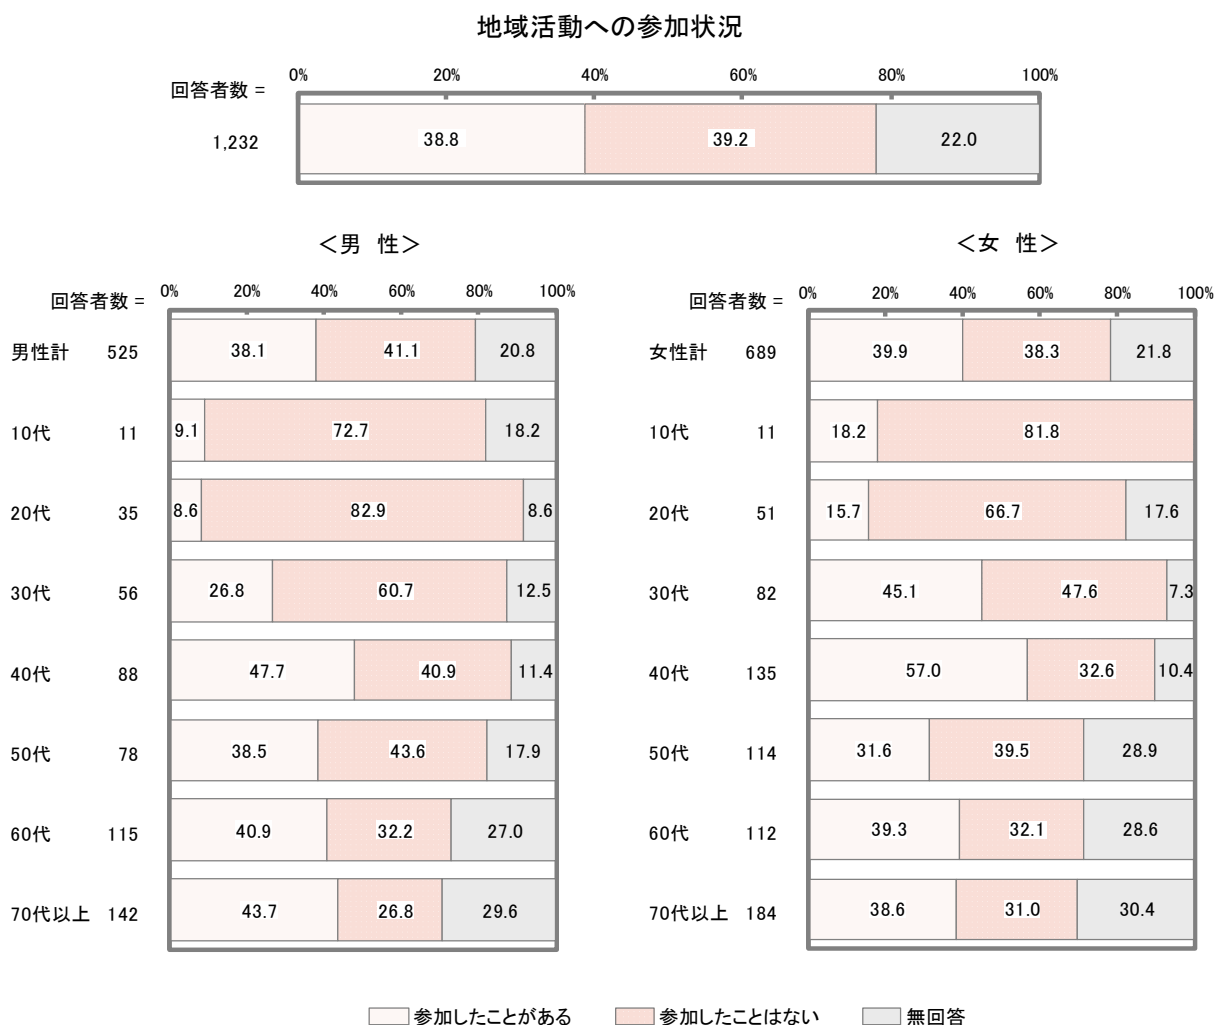 地域活動への参加状況
0% 20% 40% 60% 80% 100%
回答者数 =
1,232 38.8 39.2 22.0
＜男 性＞
0% 20% 40% 60% 80% 100%
回答者数 =
男性計 525 38.1 41.1 20.8
10代 11 9.1 72.7 18.2
20代 35 8.6 82.9 8.6
30代 56 26.8 60.7 12.5
40代 88 47.7 40.9 11.4
50代 78 38.5 43.6 17.9
60代 115 40.9 32.2 27.0
70代以上 142 43.7 26.8 29.6
＜女 性＞
0% 20% 40% 60% 80% 100%
回答者数 =
女性計 689 39.9 38.3 21.8
10代 11 18.2 81.8
20代 51 15.7 66.7 17.6
30代 82 45.1 47.6 7.3
40代 135 57.0 32.6 10.4
50代 114 31.6 39.5 28.9
60代 112 39.3 32.1 28.6
70代以上 184 38.6 31.0 30.4
参加したことがある 参加したことはない 無回答